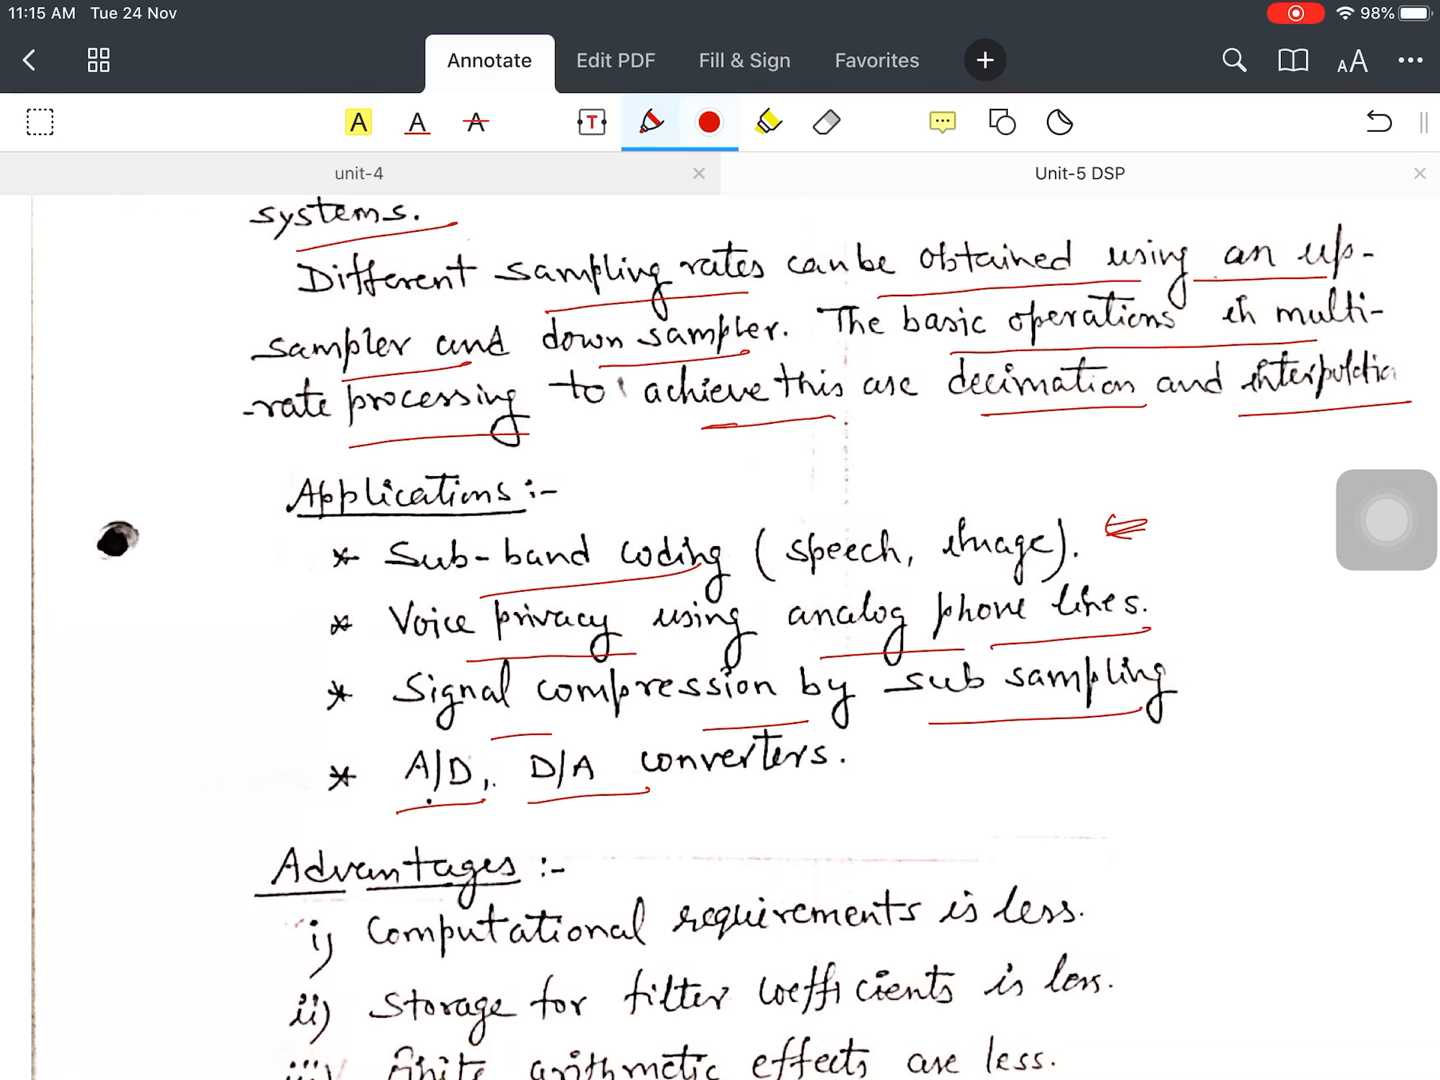 11:15 AM Tue 24 Nov 98%
Annotate Edit PDF Fill & Sign Favorites
unit-4 Unit-5 DSP
systems.
Different sampling rates can be obtained using an up-
sampler and down sampler. The basic operations in multi-
-rate processing to achieve this are decimation and interpolation
Applications:-
* Sub-band coding (speech, image).
* Voice privacy using analog phone lines.
* Signal compression by sub sampling
* A/D, D/A converters.
Advantages:-
i) Computational requirements is less.
ii) Storage for filter coefficients is less.
iii) Finite arithmetic effects are less.